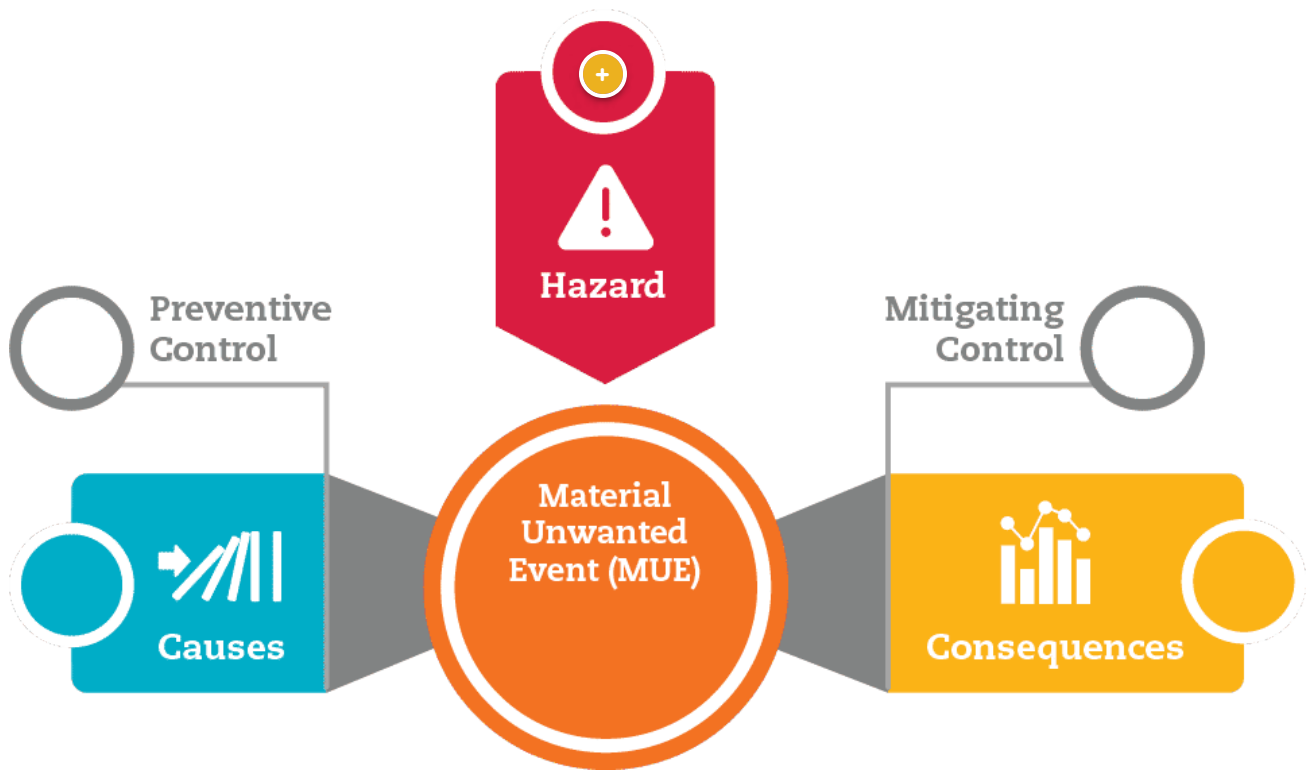 Hazard
Preventive
Control
Mitigating
Control
Material
Unwanted
Event (MUE)
Causes
Consequences